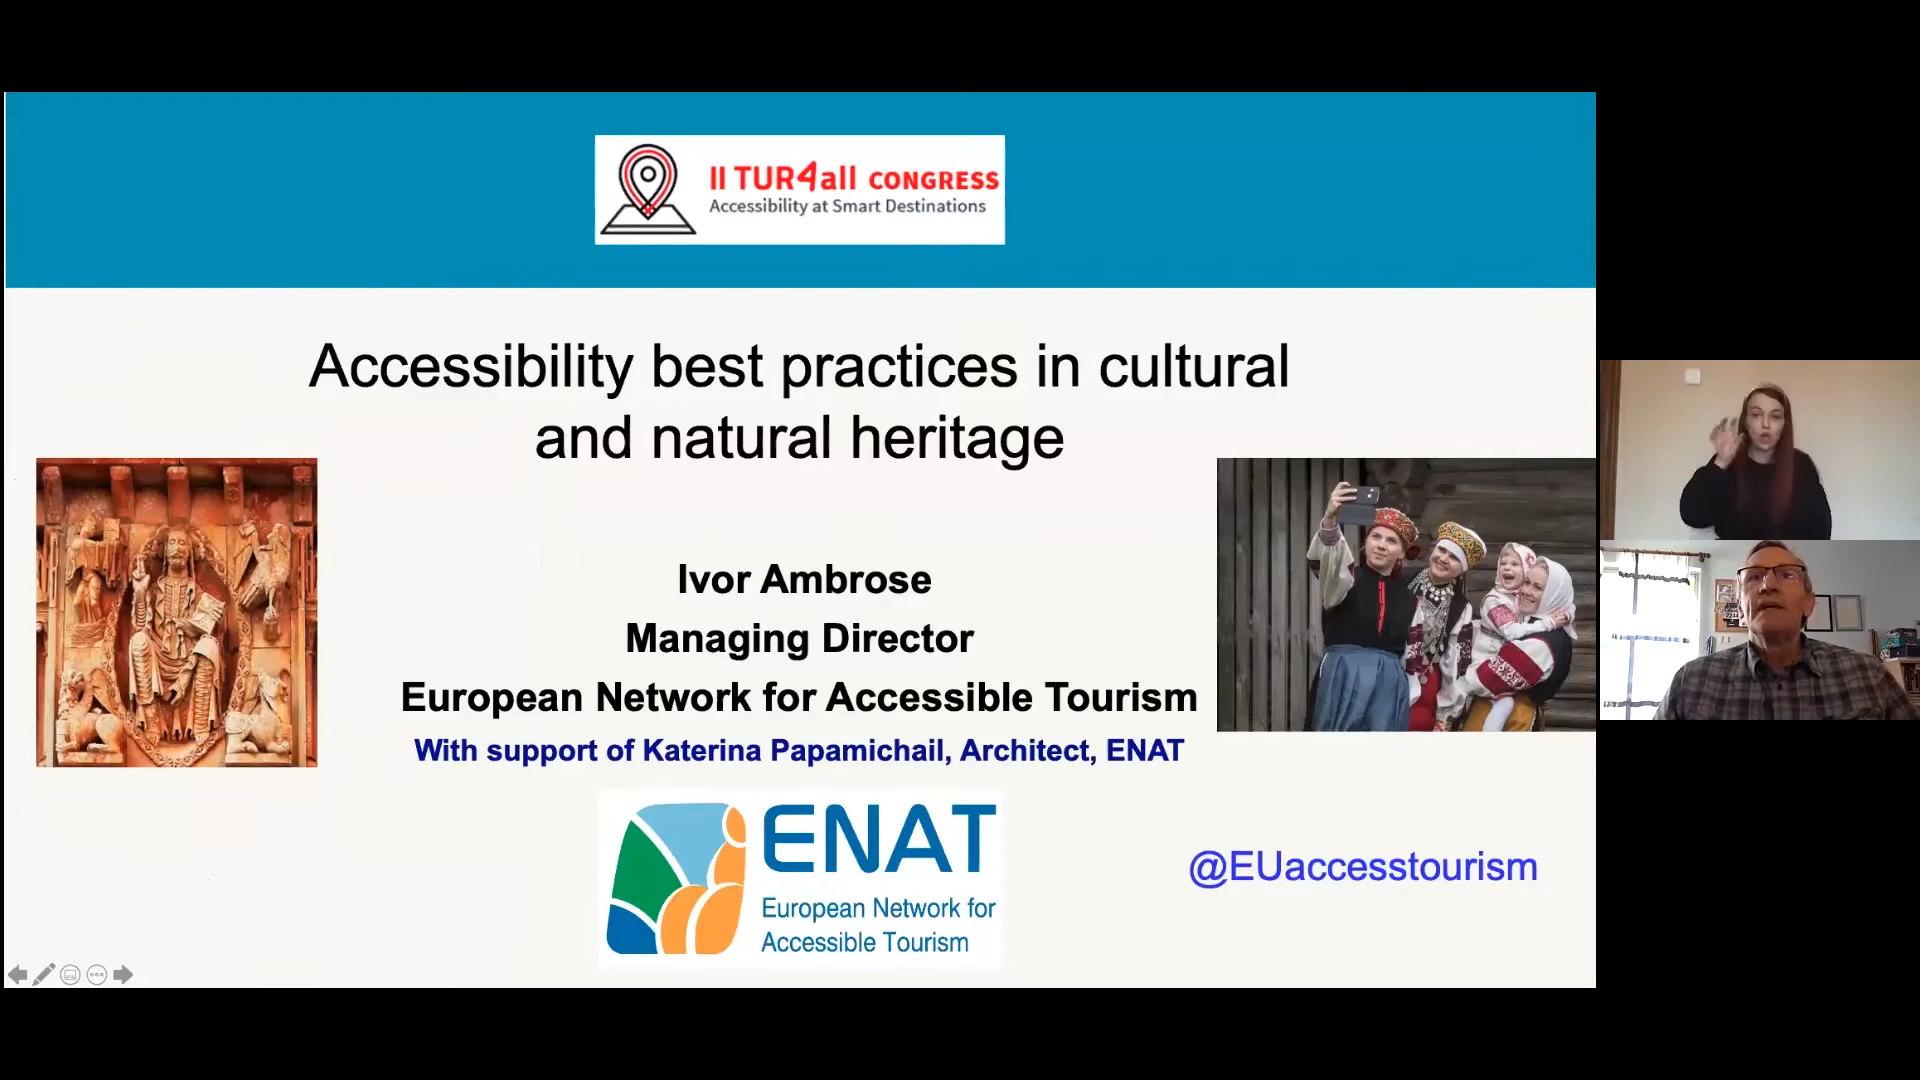 II TUR4all CONGRESS
Accessibility at Smart Destinations
Accessibility best practices in cultural
and natural heritage
Ivor Ambrose
Managing Director
European Network for Accessible Tourism
With support of Katerina Papamichail, Architect, ENAT
ENAT
European Network for
Accessible Tourism
@EUaccesstourism